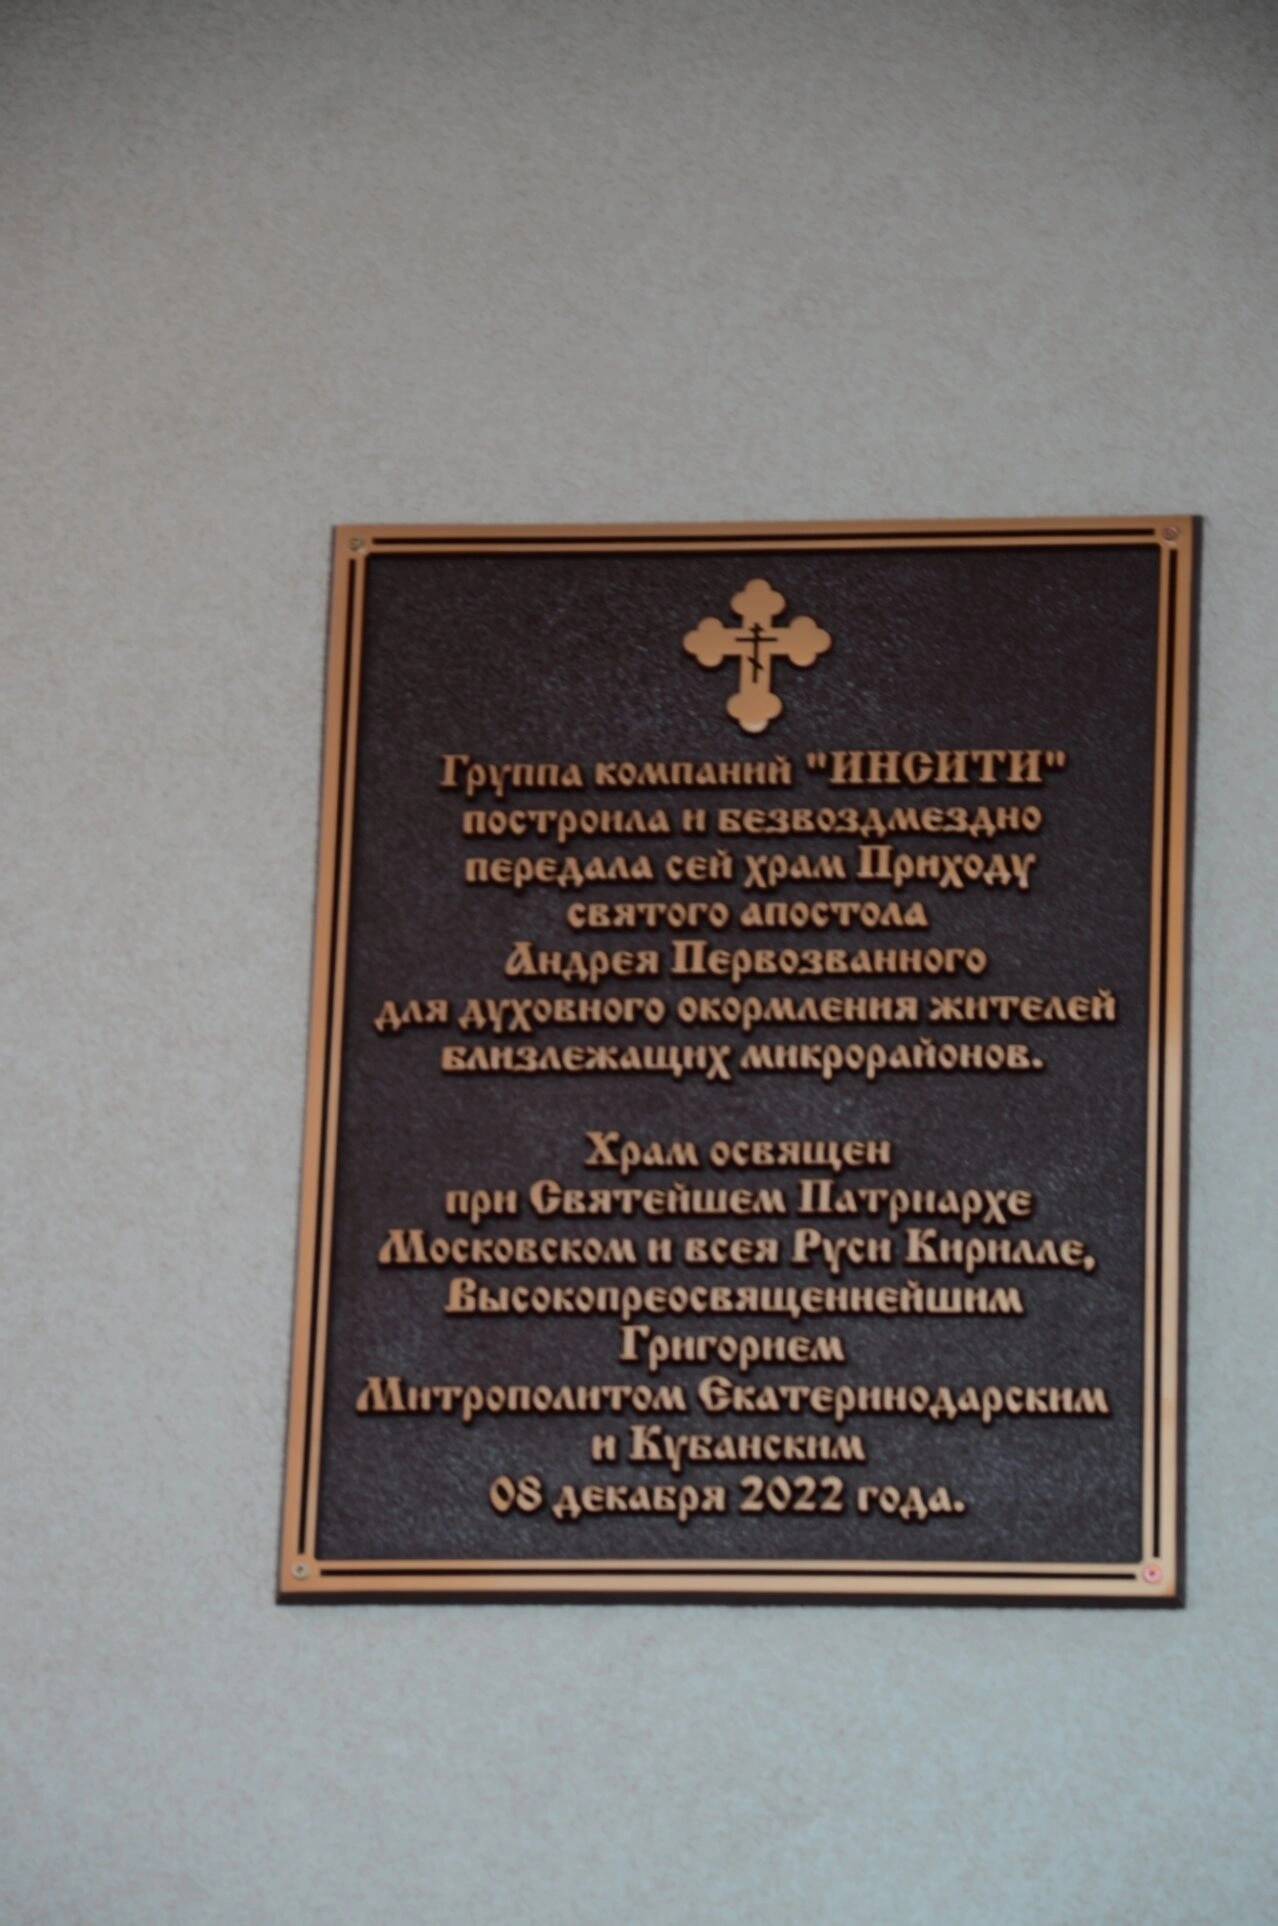 Группа компаний "ИНСИТИ"
построила и безвоздмездно
передала сей храм Приходу
святого апостола
Андрея Первозванного
для духовного окормления жителей
близлежащих микрорайонов.
Храм освящен
при Святейшем Патриархе
Московском и всея Руси Кирилле,
Высокопреосвященнейшим
Григорием
Митрополитом Екатеринодарским
и Кубанским
08 декабря 2022 года.